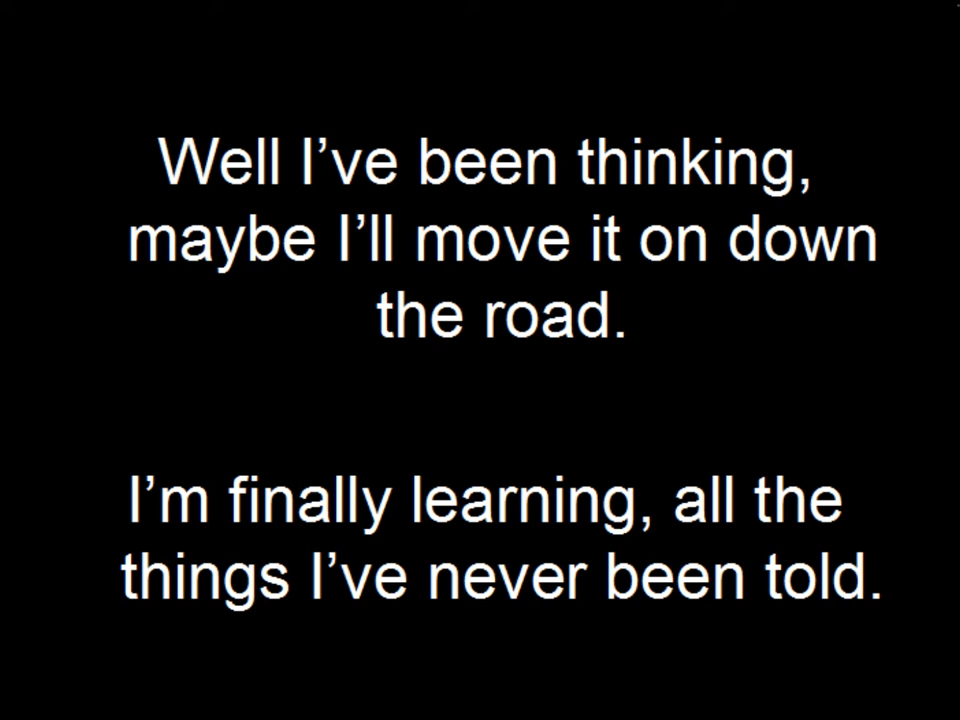 Well I’ve been thinking,
maybe I’ll move it on down
the road.
I’m finally learning, all the
things I’ve never been told.